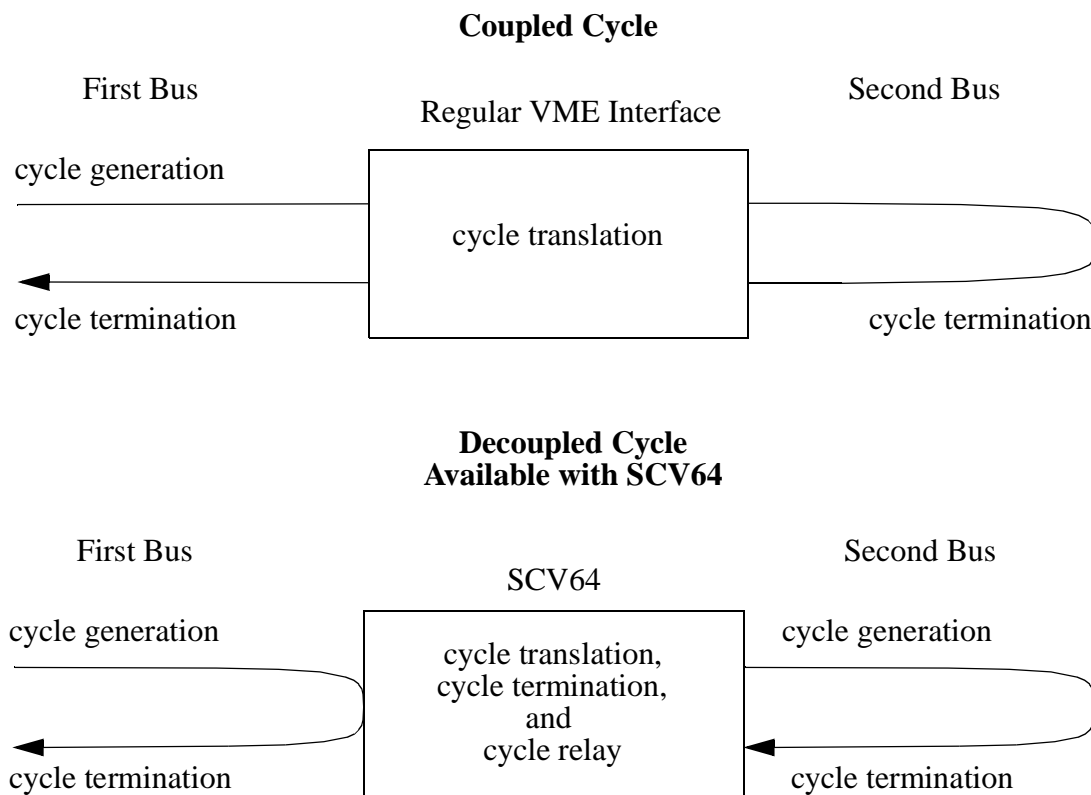 Coupled Cycle
First Bus
Second Bus
Regular VME Interface
cycle generation
cycle translation
cycle termination
cycle termination
Decoupled Cycle
Available with SCV64
First Bus
Second Bus
SCV64
cycle generation
cycle generation
cycle translation,
cycle termination,
and
cycle relay
cycle termination
cycle termination